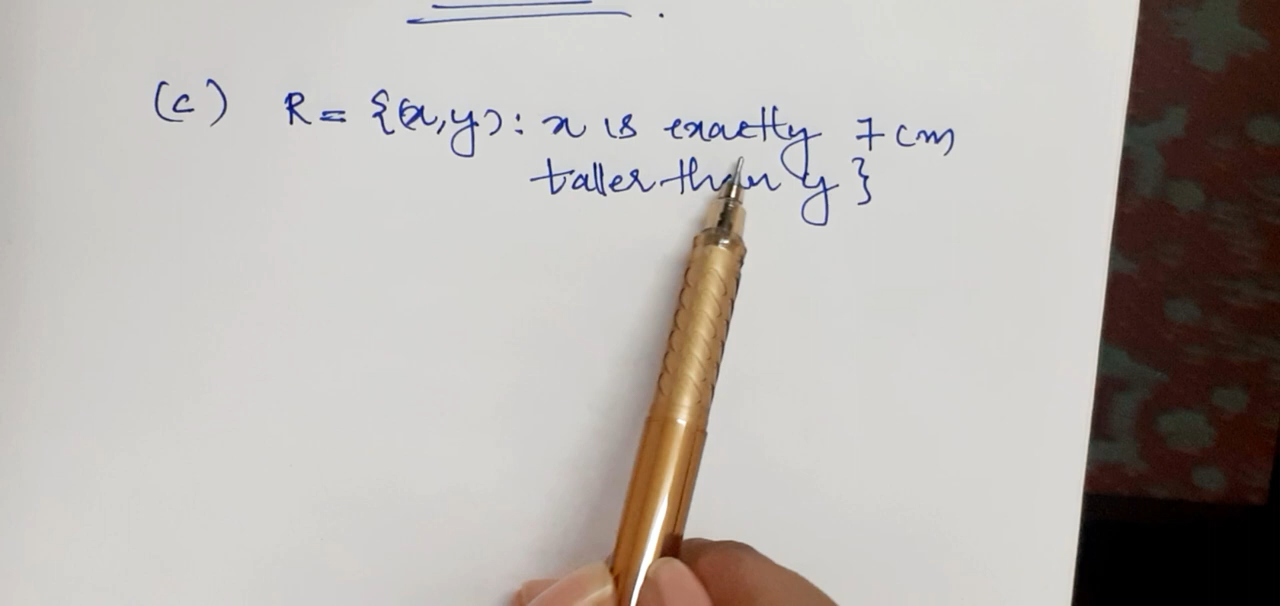 (c) R = {(x,y): x is exactly 7 cm
taller than y}